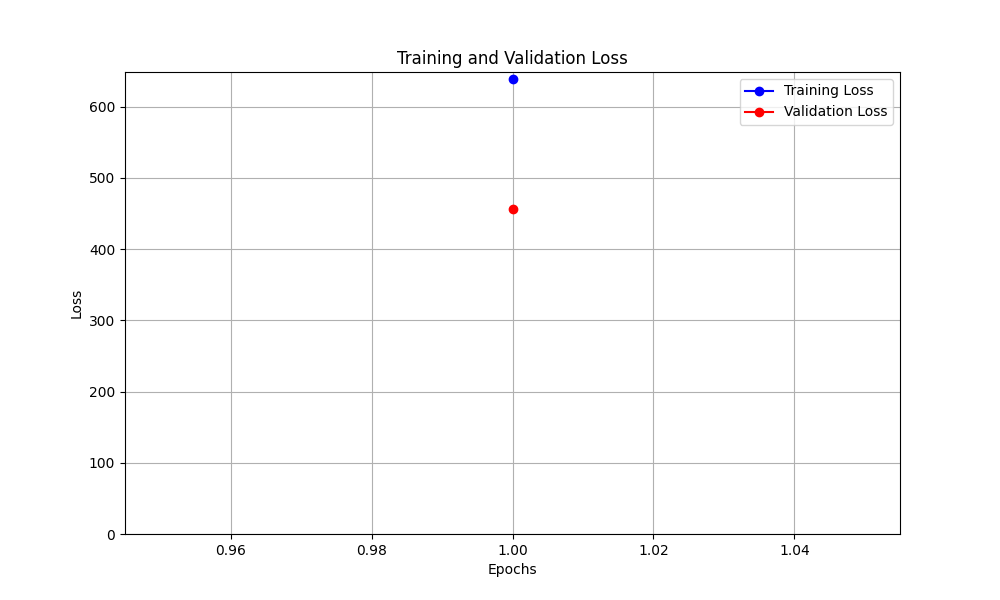 Training and Validation Loss
Training Loss
Validation Loss
600
500
400
300
200
100
0
Loss
0.96 0.98 1.00 1.02 1.04
Epochs